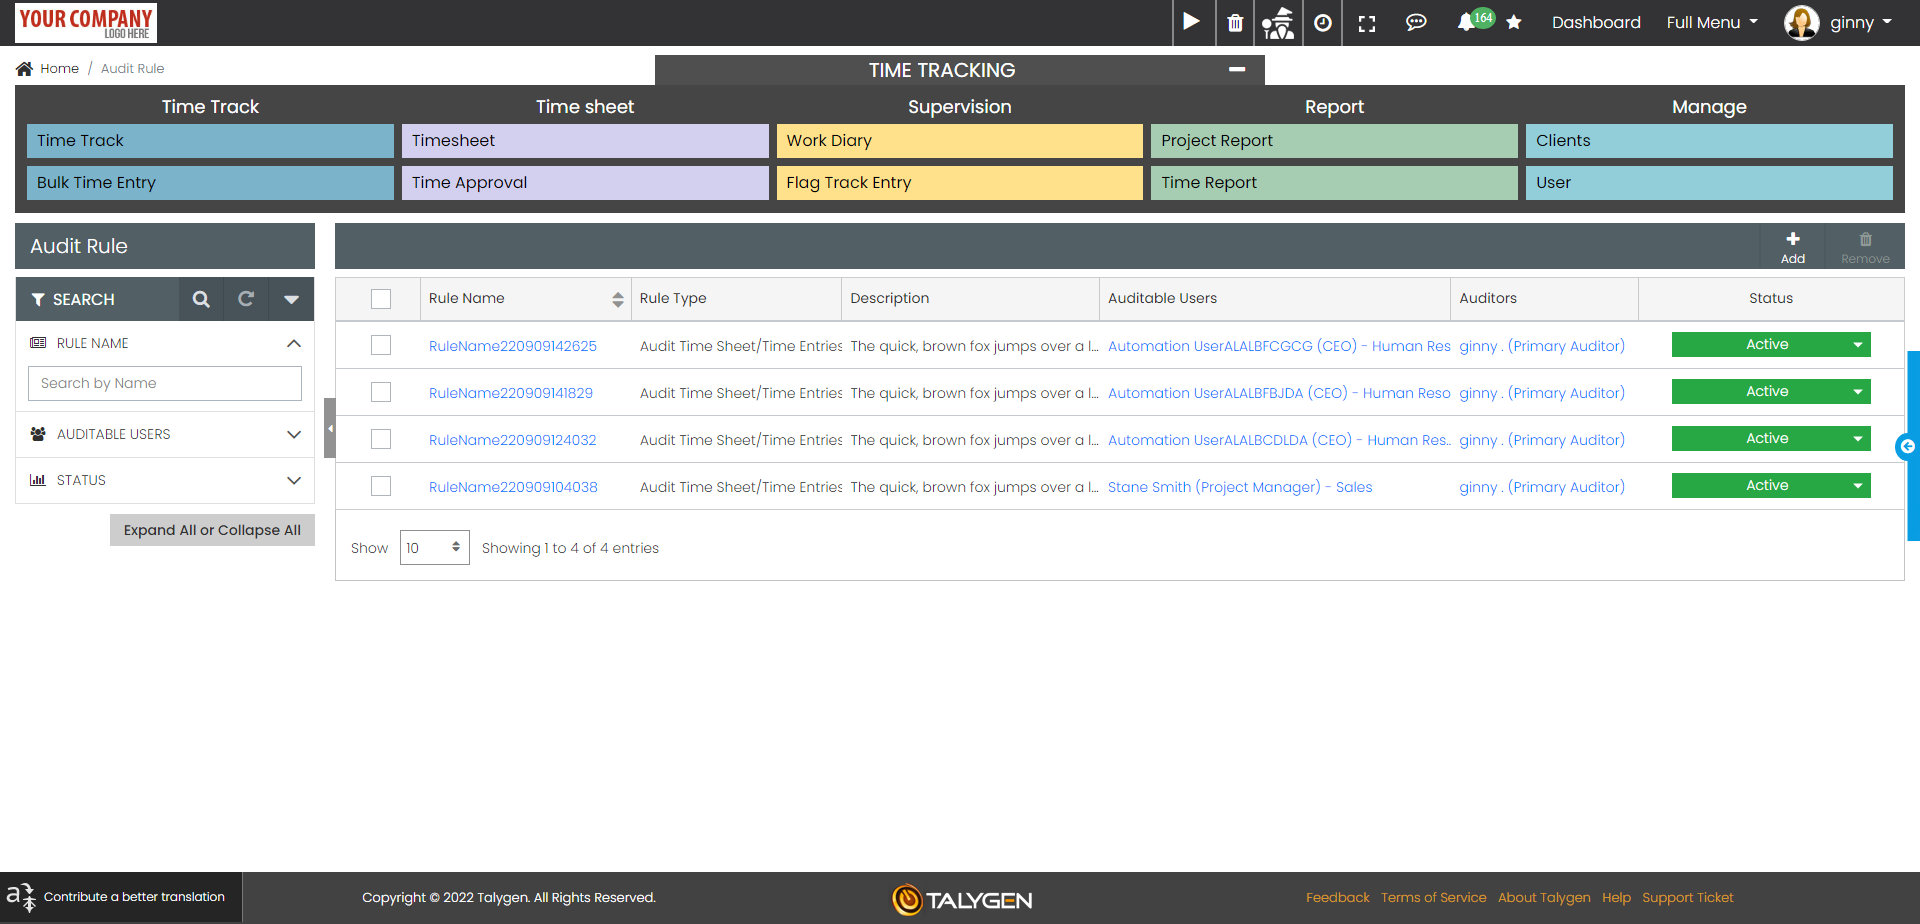 YOUR COMPANY
LOGO HERE
164
Dashboard
Full Menu
ginny
Home / Audit Rule
TIME TRACKING
Time Track
Time sheet
Supervision
Report
Manage
Time Track
Timesheet
Work Diary
Project Report
Clients
Bulk Time Entry
Time Approval
Flag Track Entry
Time Report
User
Audit Rule
Add
Remove
SEARCH
RULE NAME
Search by Name
AUDITABLE USERS
STATUS
Expand All or Collapse All
Rule Name Rule Type Description Auditable Users Auditors Status
RuleName220909142625 Audit Time Sheet/Time Entries The quick, brown fox jumps over a l... Automation UserALALBFCGCG (CEO) - Human Res ginny . (Primary Auditor) Active
RuleName220909141829 Audit Time Sheet/Time Entries The quick, brown fox jumps over a l... Automation UserALALBFBJDA (CEO) - Human Reso ginny . (Primary Auditor) Active
RuleName220909124032 Audit Time Sheet/Time Entries The quick, brown fox jumps over a l... Automation UserALALBCDLDA (CEO) - Human Res.. ginny . (Primary Auditor) Active
RuleName220909104038 Audit Time Sheet/Time Entries The quick, brown fox jumps over a l... Stane Smith (Project Manager) - Sales ginny . (Primary Auditor) Active
Show 10 Showing 1 to 4 of 4 entries
Contribute a better translation
Copyright © 2022 Talygen. All Rights Reserved.
TALYGEN
Feedback Terms of Service About Talygen Help Support Ticket